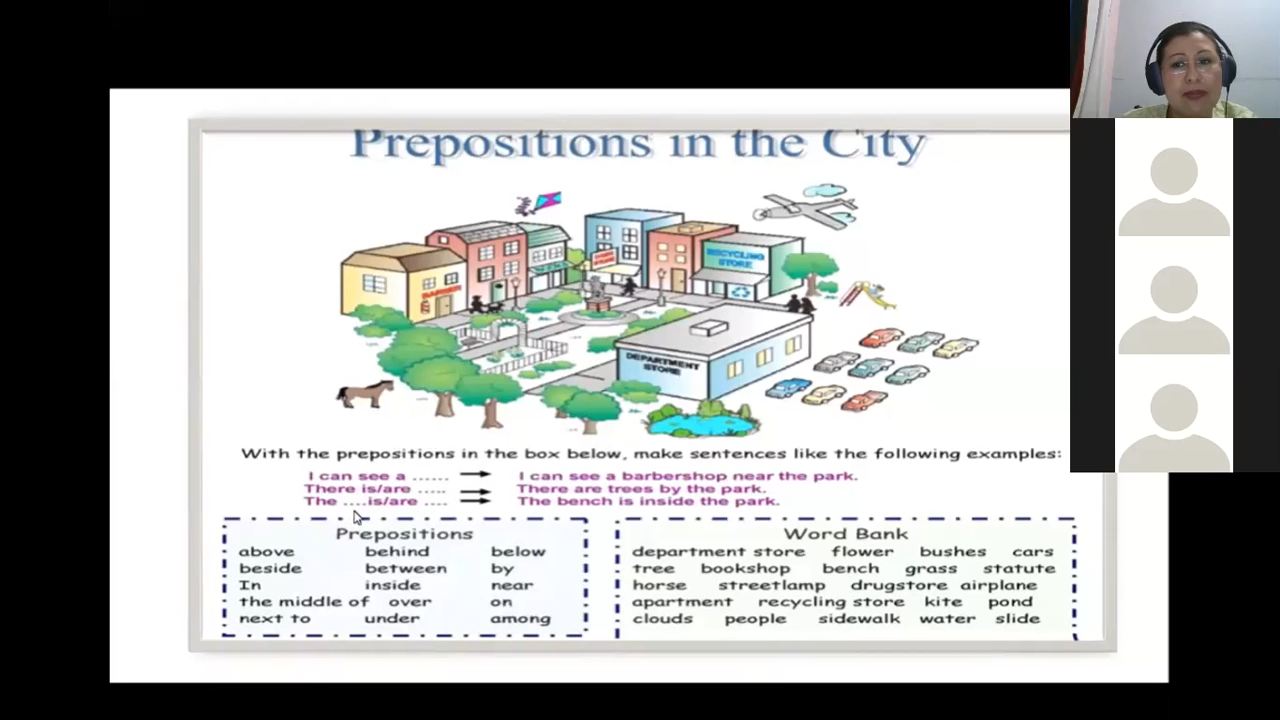 Prepositions in the City
RECYCLING
STORE
BARBER
DEPARTMENT
STORE
With the prepositions in the box below, make sentences like the following examples:
I can see a ...... I can see a barbershop near the park.
There is/are ..... There are trees by the park.
The ....is/are .... The bench is inside the park.
Prepositions
above behind below
beside between by
In inside near
the middle of over on
next to under among
Word Bank
department store flower bushes cars
tree bookshop bench grass statute
horse streetlamp drugstore airplane
apartment recycling store kite pond
clouds people sidewalk water slide